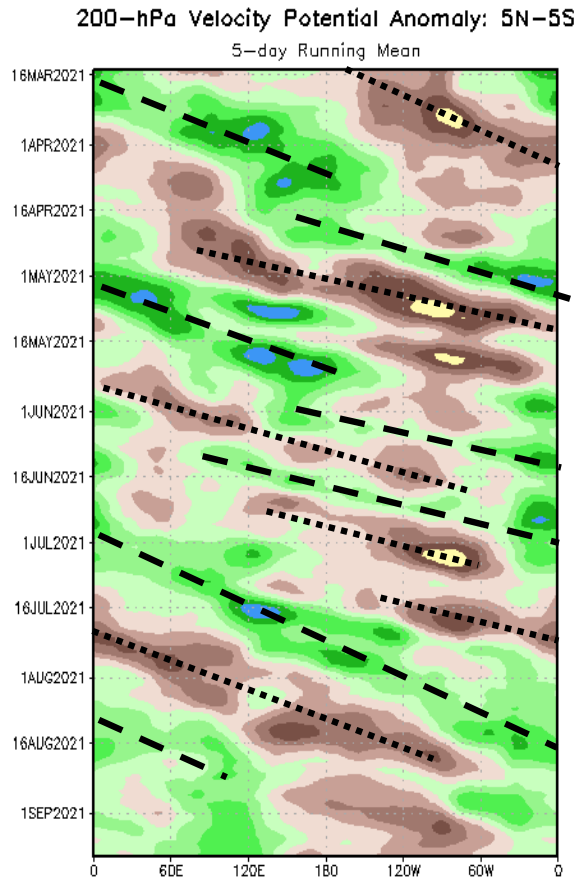 200-hPa Velocity Potential Anomaly: 5N-5S
5-day Running Mean
16MAR2021
1APR2021
16APR2021
1MAY2021
16MAY2021
1JUN2021
16JUN2021
1JUL2021
16JUL2021
1AUG2021
16AUG2021
1SEP2021
0 60E 120E 180 120W 60W 0